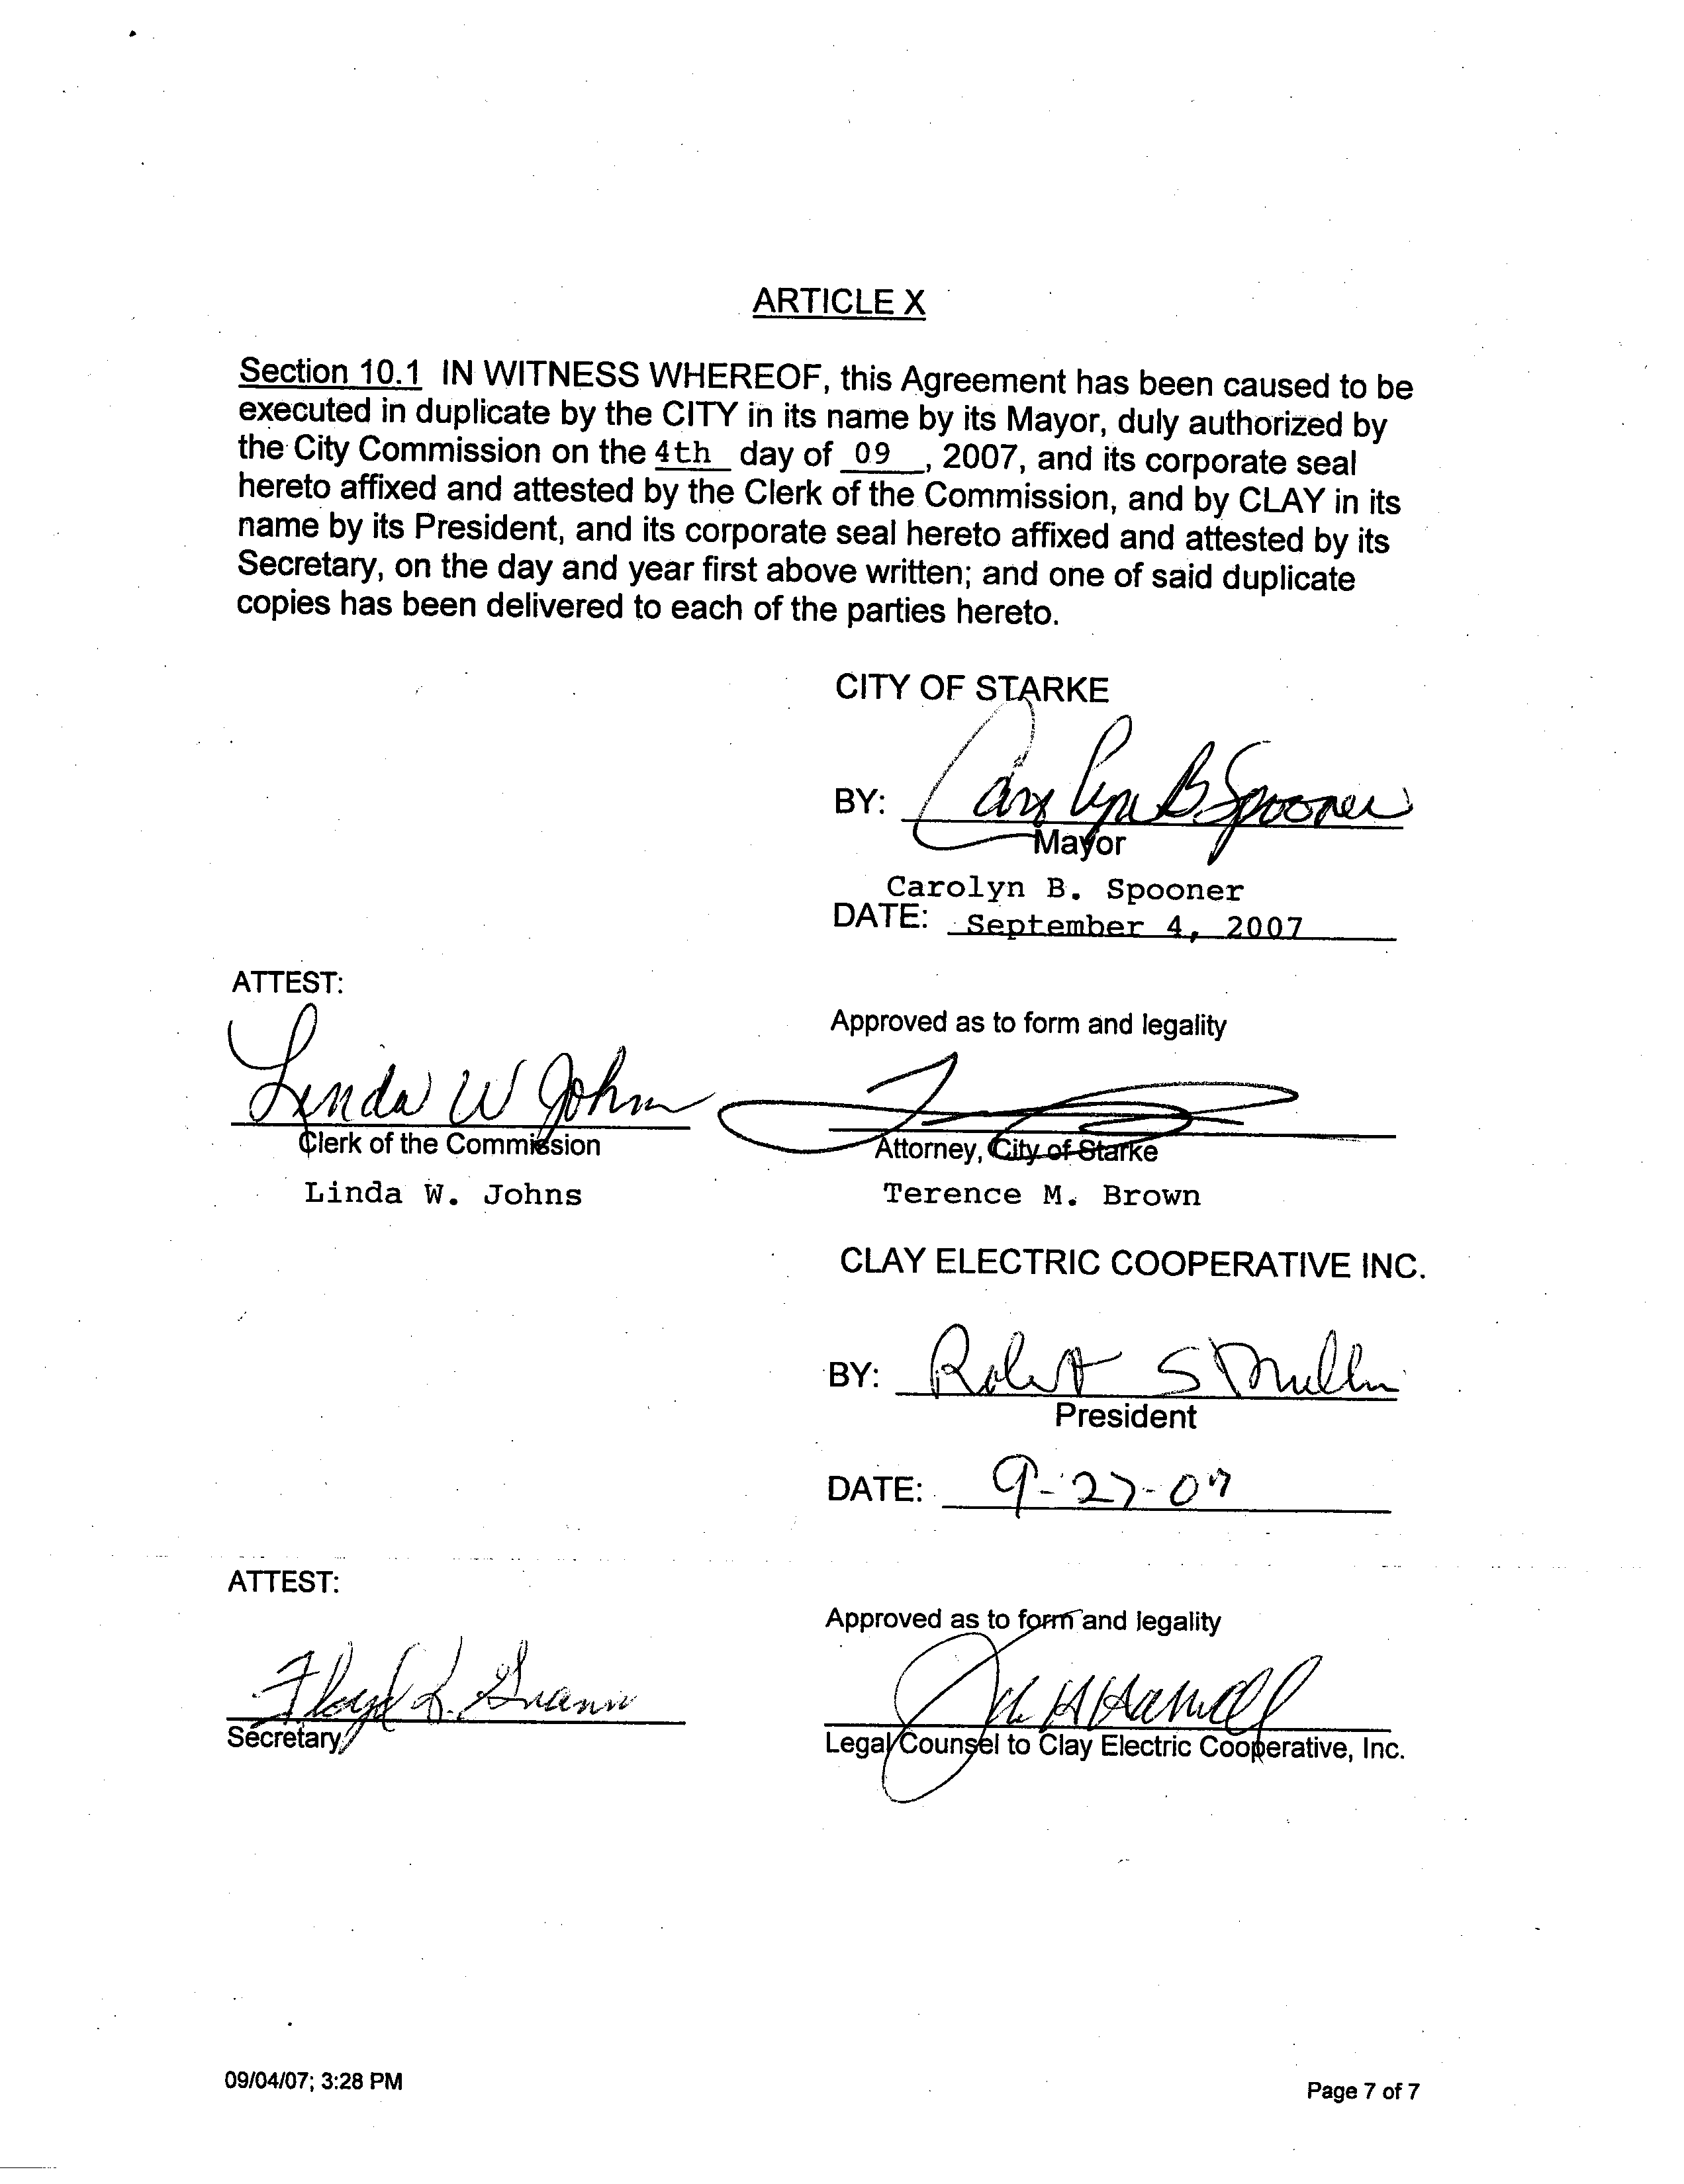 ARTICLE X
Section 10.1 IN WITNESS WHEREOF, this Agreement has been caused to be
executed in duplicate by the CITY in its name by its Mayor, duly authorized by
the City Commission on the 4th day of 09, 2007, and its corporate seal
hereto affixed and attested by the Clerk of the Commission, and by CLAY in its
name by its President, and its corporate seal hereto affixed and attested by its
Secretary, on the day and year first above written; and one of said duplicate
copies has been delivered to each of the parties hereto.
CITY OF STARKE
BY: Carolyn B. Spooner
Mayor
Carolyn B. Spooner
DATE: September 4, 2007
ATTEST:
Approved as to form and legality
Linda W Johns
Clerk of the Commission
Attorney, City of Starke
Linda W. Johns
Terence M. Brown
CLAY ELECTRIC COOPERATIVE INC.
BY: Robert S
President
DATE: 9-27-07
ATTEST:
Approved as to form and legality
Floyd L.
Secretary
Legal Counsel to Clay Electric Cooperative, Inc.
09/04/07; 3:28 PM
Page 7 of 7